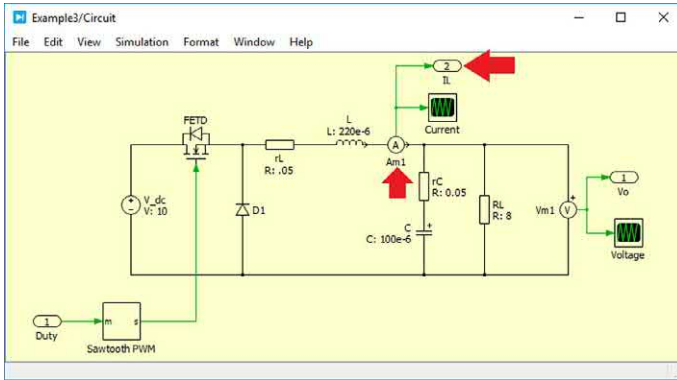 Example3/Circuit
File Edit View Simulation Format Window Help
2
IL
FETD
L
L: 220e-6
Current
A
Am1
rL
R: .05
rC
R: 0.05
V_dc
V: 10
D1
RL
R: 8
Vm1
V
1
Vo
C
C: 100e-6
Voltage
1
Duty
m s
Sawtooth PWM